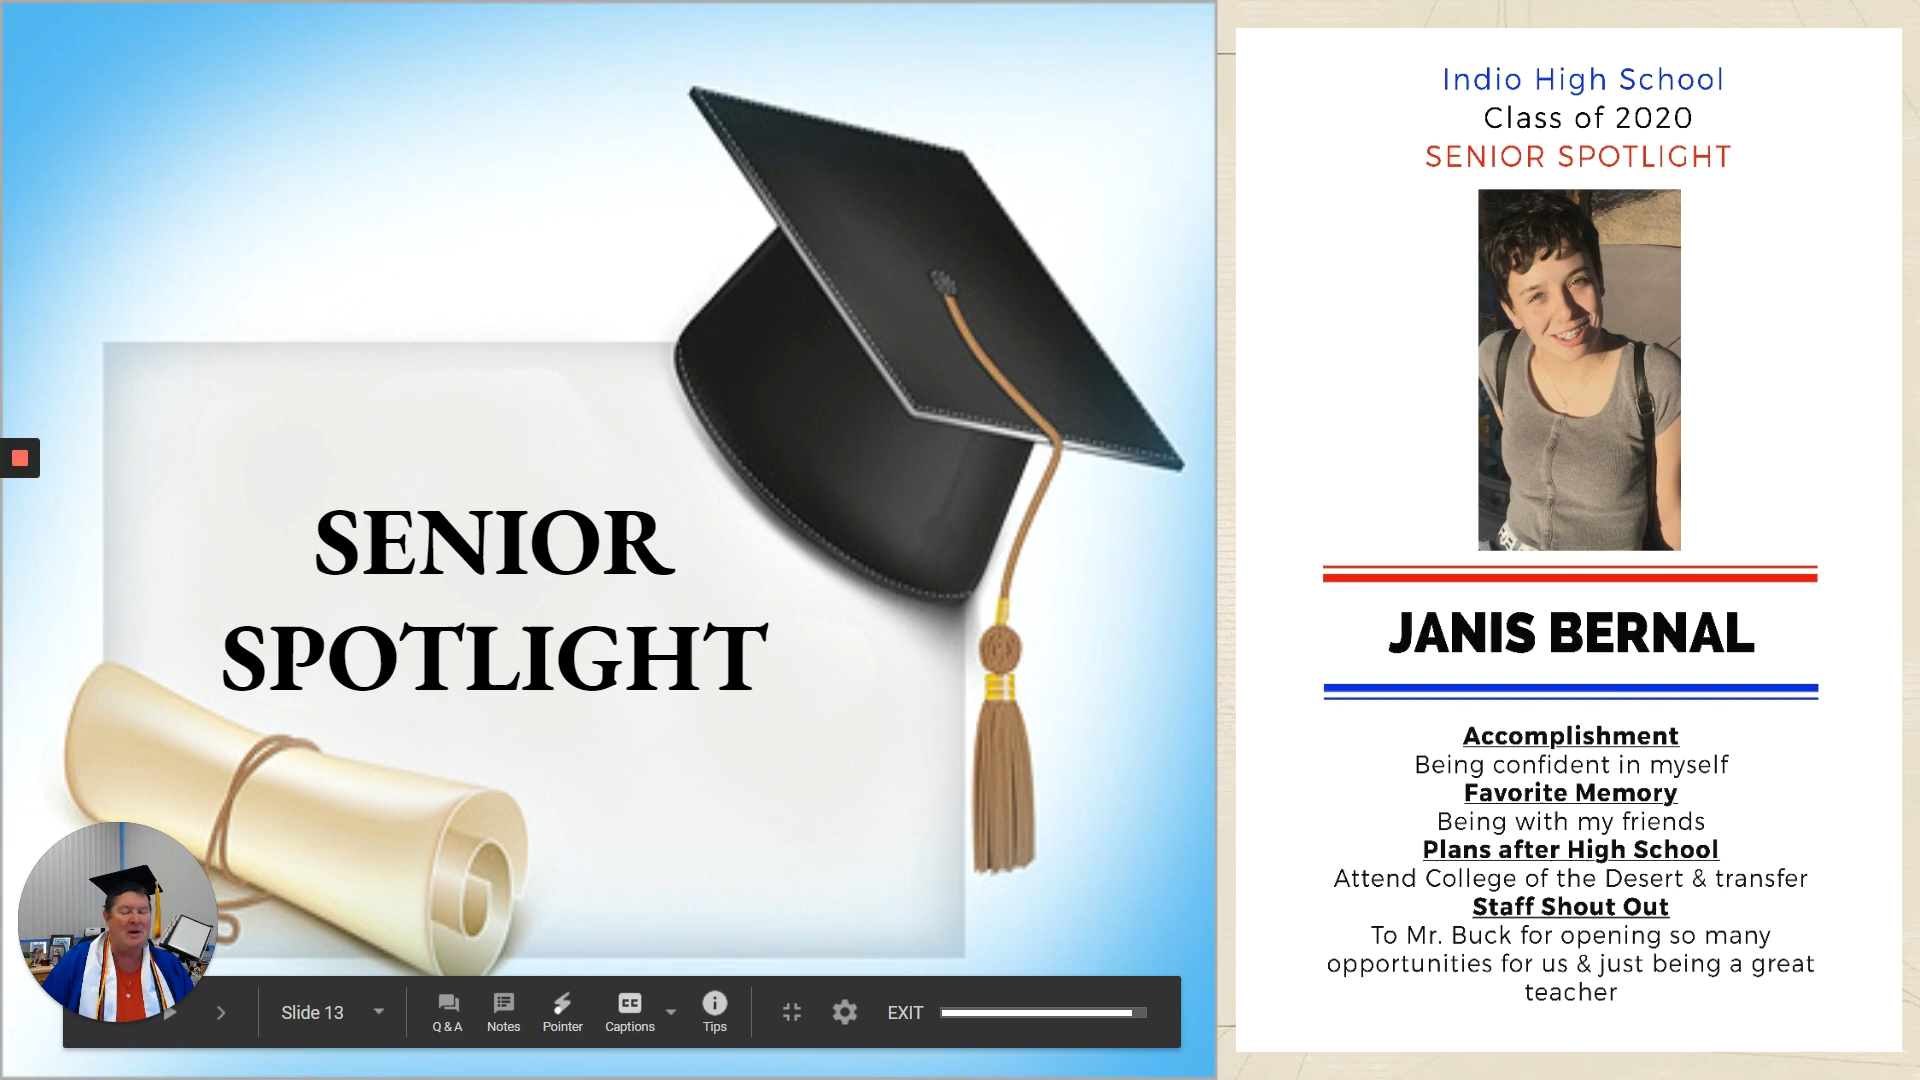 SENIOR
SPOTLIGHT
Slide 13
Q & A
Notes
Pointer
CC
Captions
Tips
EXIT
Indio High School
Class of 2020
SENIOR SPOTLIGHT
JANIS BERNAL
Accomplishment
Being confident in myself
Favorite Memory
Being with my friends
Plans after High School
Attend College of the Desert & transfer
Staff Shout Out
To Mr. Buck for opening so many
opportunities for us & just being a great
teacher